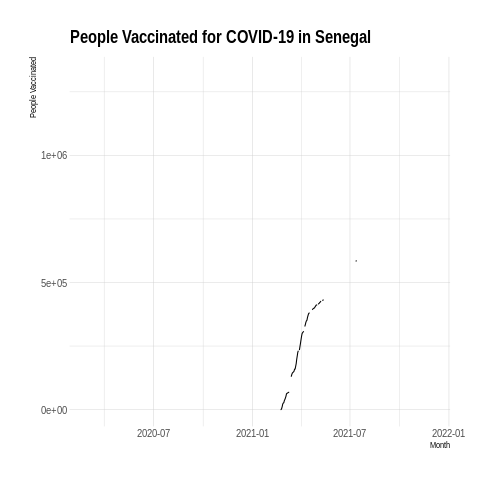 People Vaccinated for COVID-19 in Senegal
People Vaccinated
1e+06
5e+05
0e+00
2020-07 2021-01 2021-07 2022-01
Month